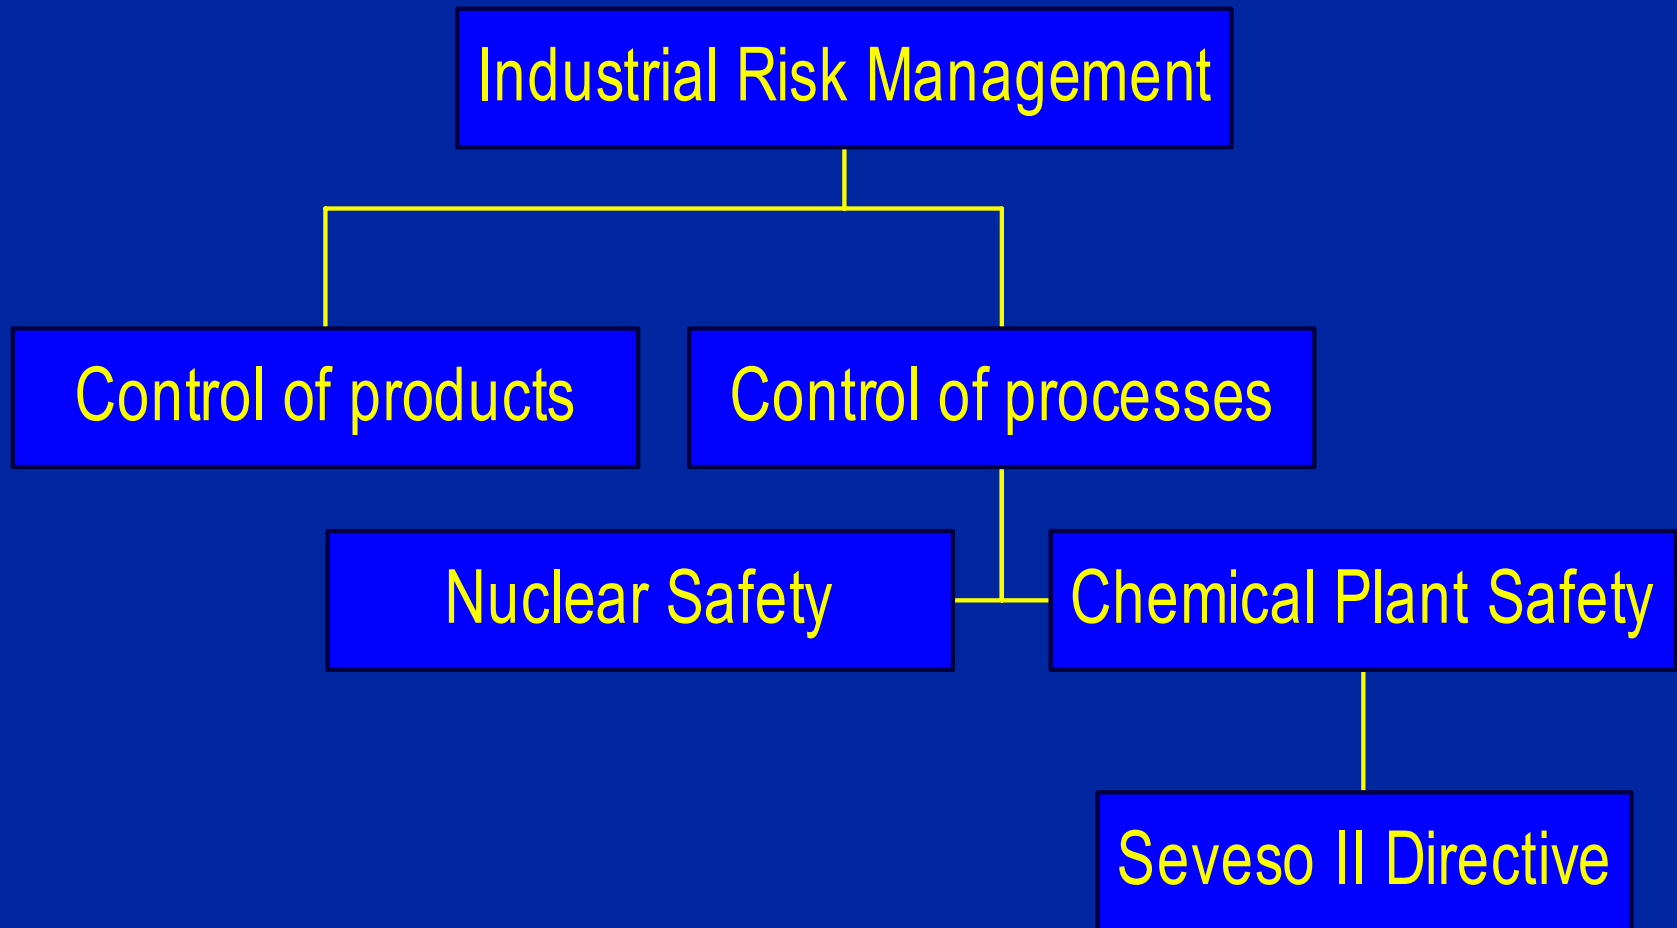 Industrial Risk Management
Control of products
Control of processes
Nuclear Safety
Chemical Plant Safety
Seveso II Directive